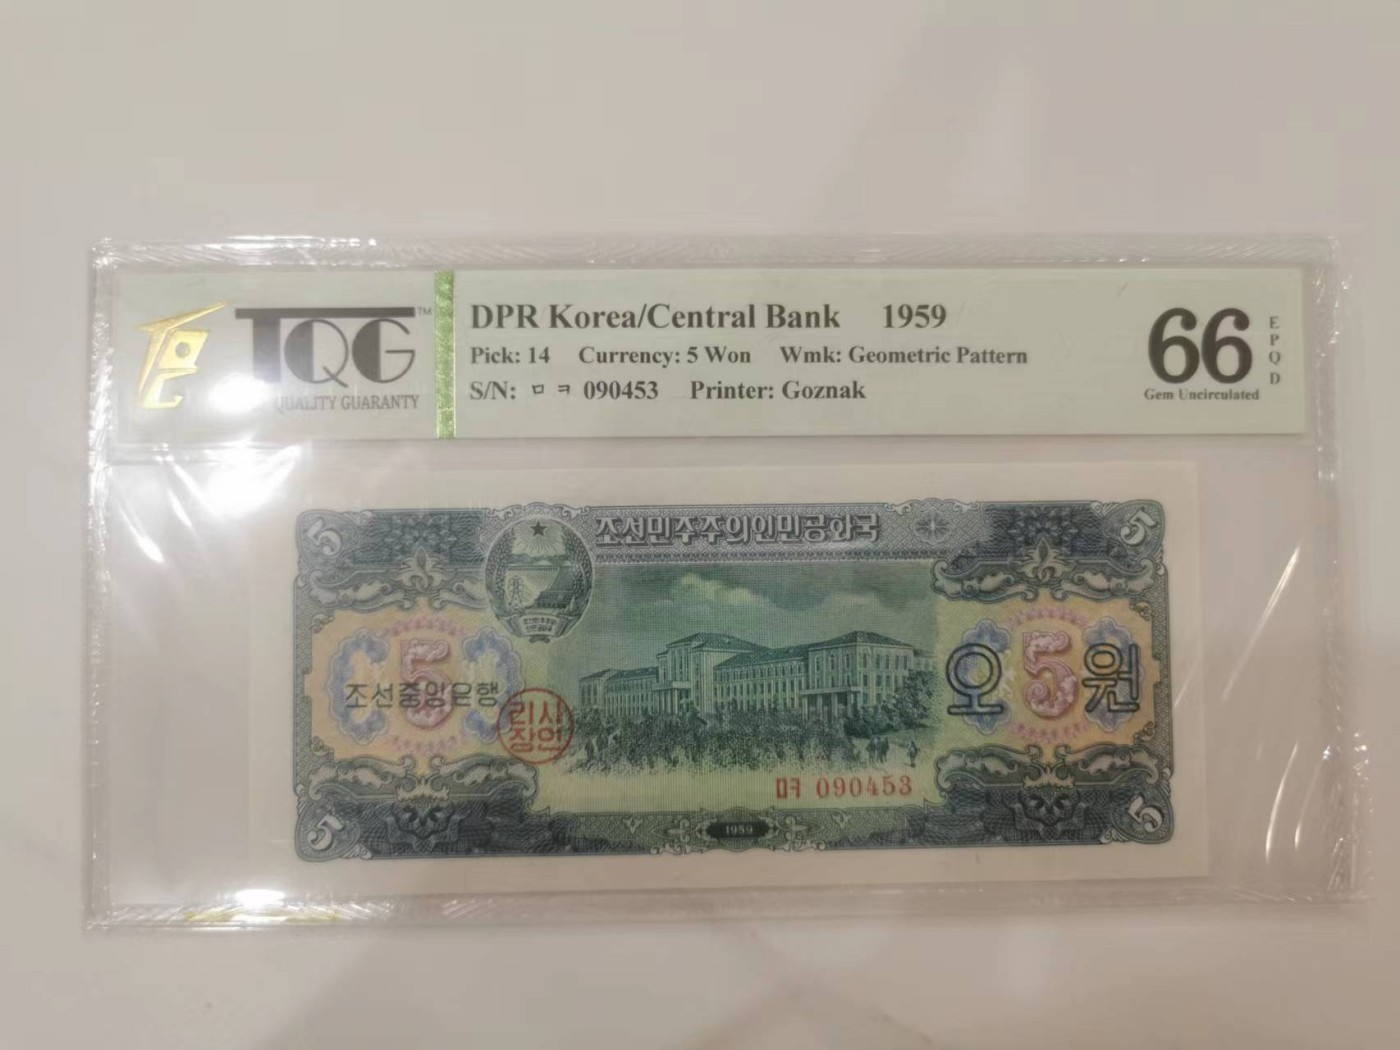 TQG™
QUALITY GUARANTY
DPR Korea/Central Bank 1959
Pick: 14 Currency: 5 Won Wmk: Geometric Pattern
S/N: ㅁ ㅋ 090453 Printer: Goznak
66
EPQD
Gem Uncirculated
5 조선민주주의인민공화국 5
5 조선중앙은행
오 5 원
리사
장인
ㅁㅋ 090453
5 1959 5